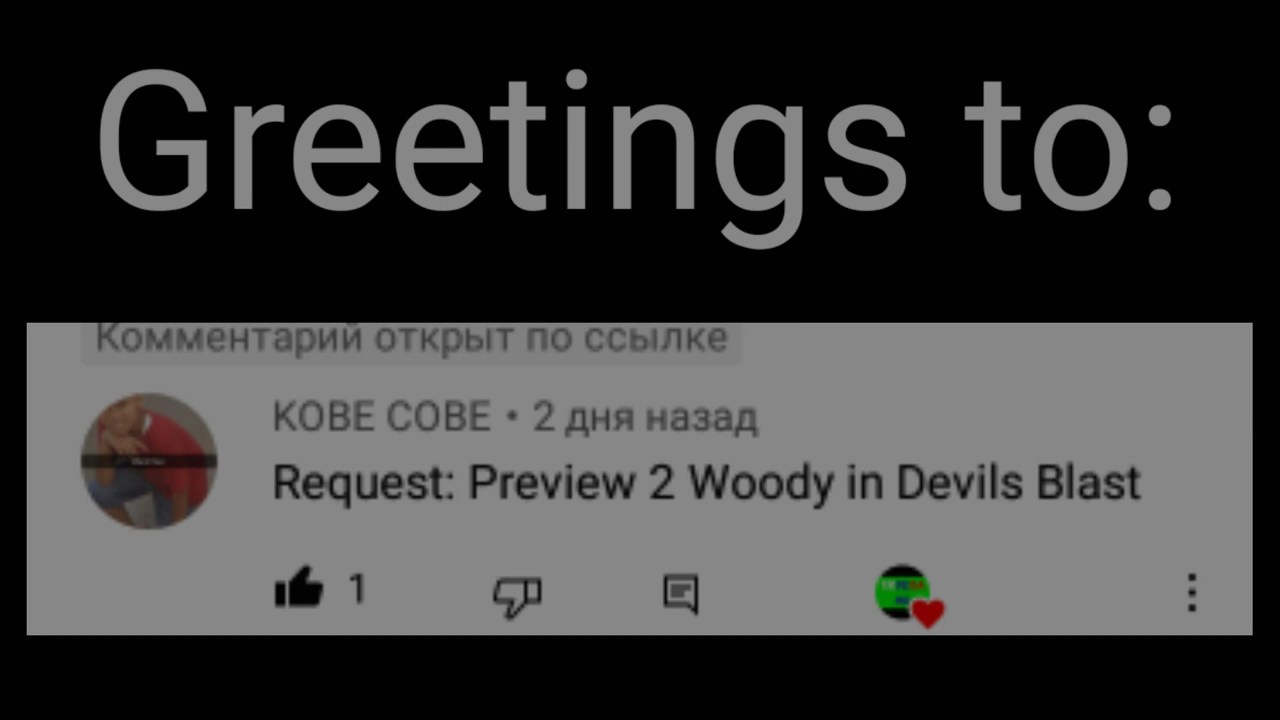 Greetings to:
Комментарий открыт по ссылке
KOBE COBE • 2 дня назад
Request: Preview 2 Woody in Devils Blast
1